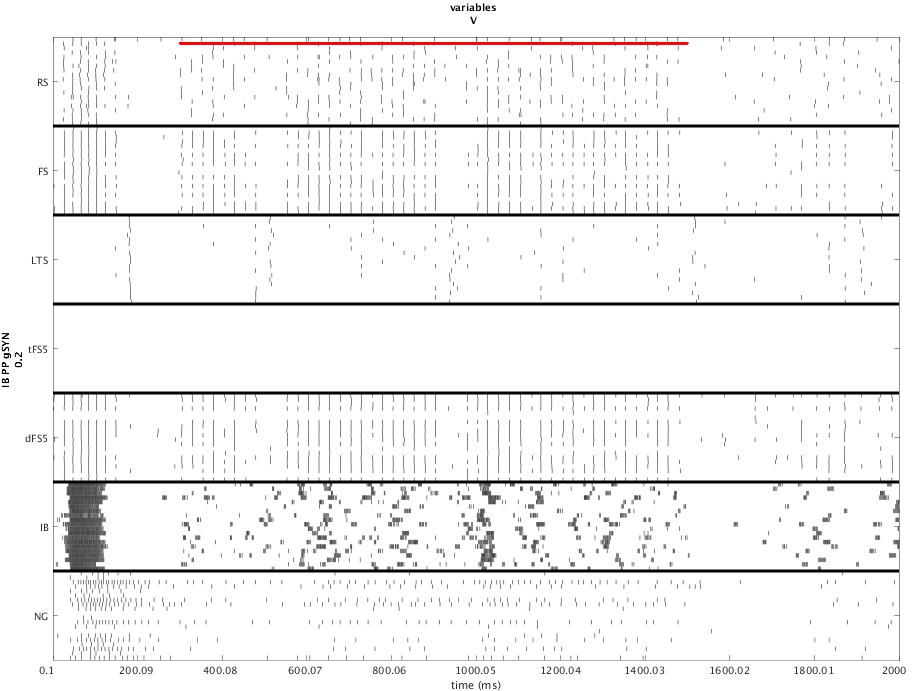 variables
V
RS
FS
LTS
IB PP gSYN
0.2
tFS5
dFS5
IB
NG
0.1
200.09
400.08
600.07
800.06
1000.05
1200.04
1400.03
1600.02
1800.01
2000
time (ms)